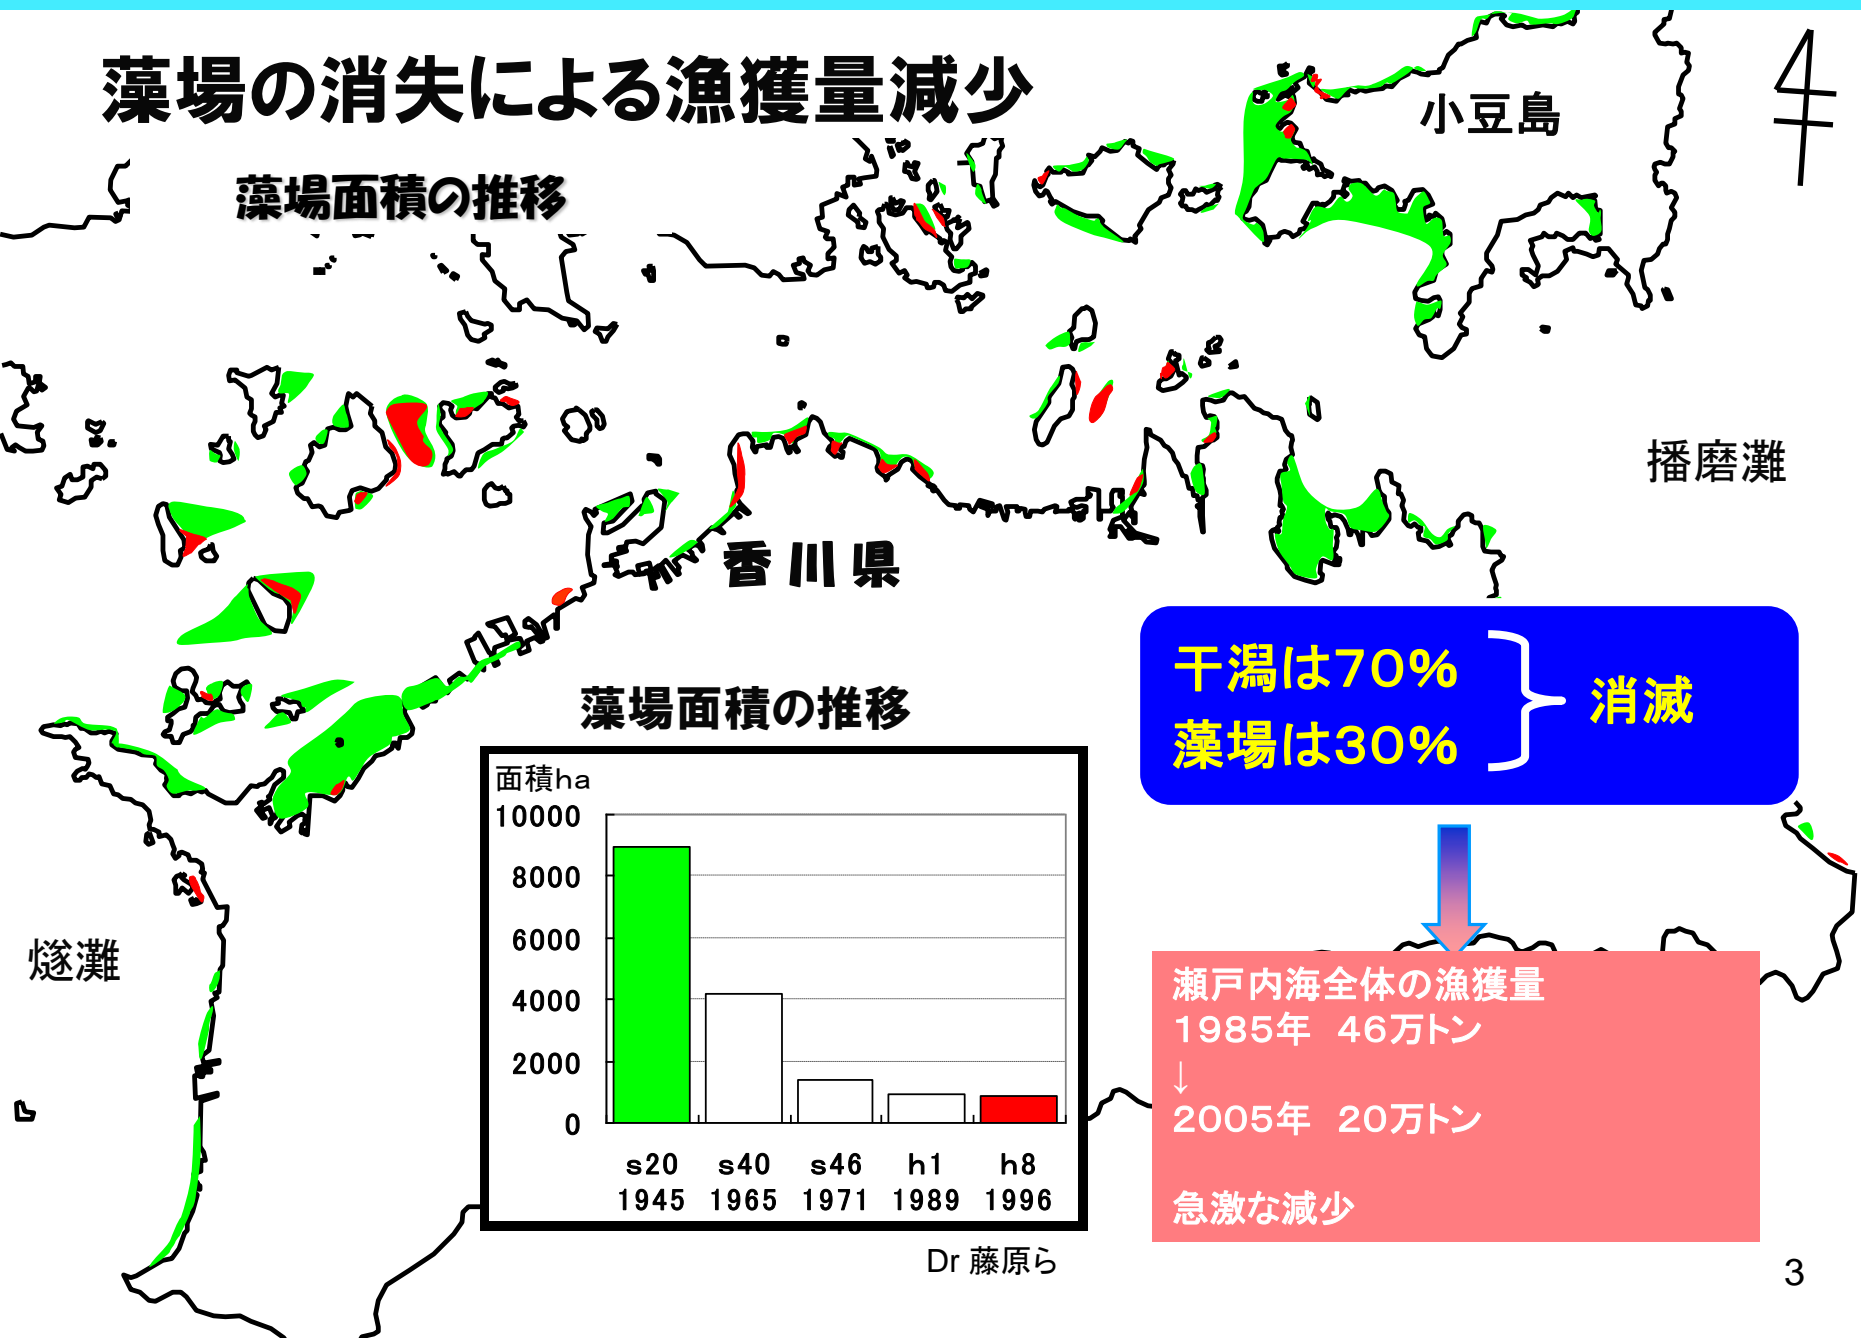 藻場の消失による漁獲量減少
藻場面積の推移
小豆島
播磨灘
香川県
燧灘
干潟は70%
藻場は30%
消滅
藻場面積の推移
面積ha
10000
8000
6000
4000
2000
0
s20 s40 s46 h1 h8
1945 1965 1971 1989 1996
Dr 藤原ら
瀬戸内海全体の漁獲量
1985年 46万トン
↓
2005年 20万トン
急激な減少
3